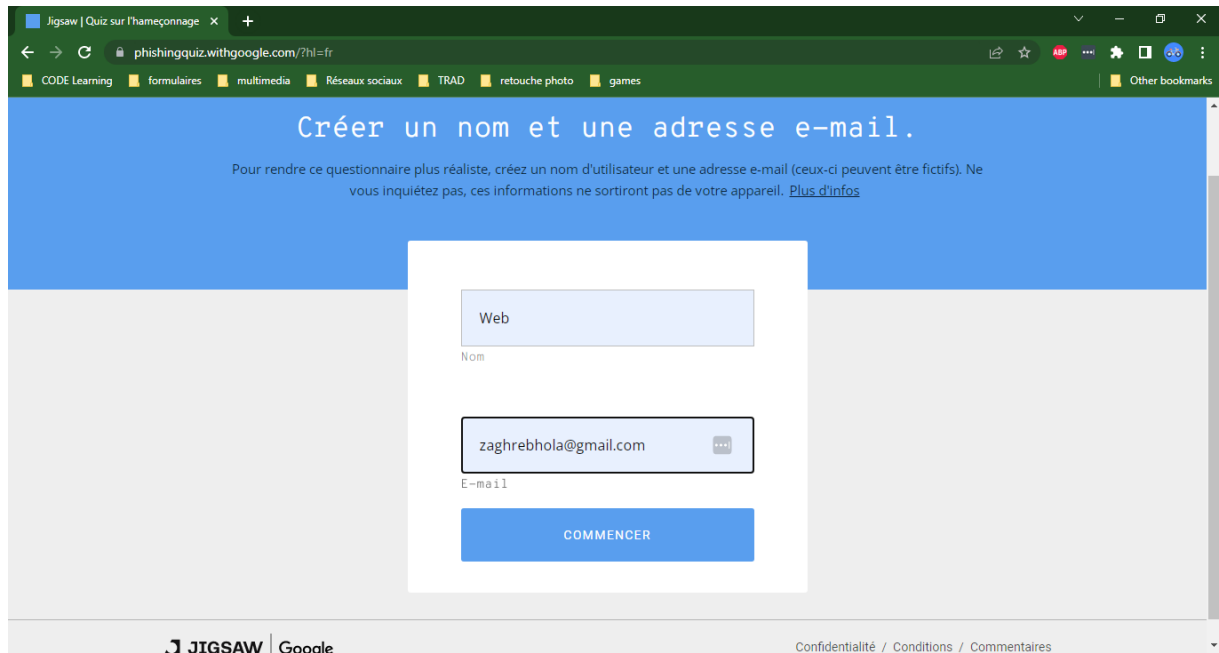 Jigsaw | Quiz sur l'hameçonnage
phishingquiz.withgoogle.com/?hl=fr
ABP
CODE Learning formulaires multimedia Réseaux sociaux TRAD retouche photo games Other bookmarks
Créer un nom et une adresse e-mail.
Pour rendre ce questionnaire plus réaliste, créez un nom d'utilisateur et une adresse e-mail (ceux-ci peuvent être fictifs). Ne
vous inquiétez pas, ces informations ne sortiront pas de votre appareil. Plus d'infos
Web
Nom
zaghrebhola@gmail.com
E-mail
COMMENCER
JIGSAW | Google Confidentialité / Conditions / Commentaires